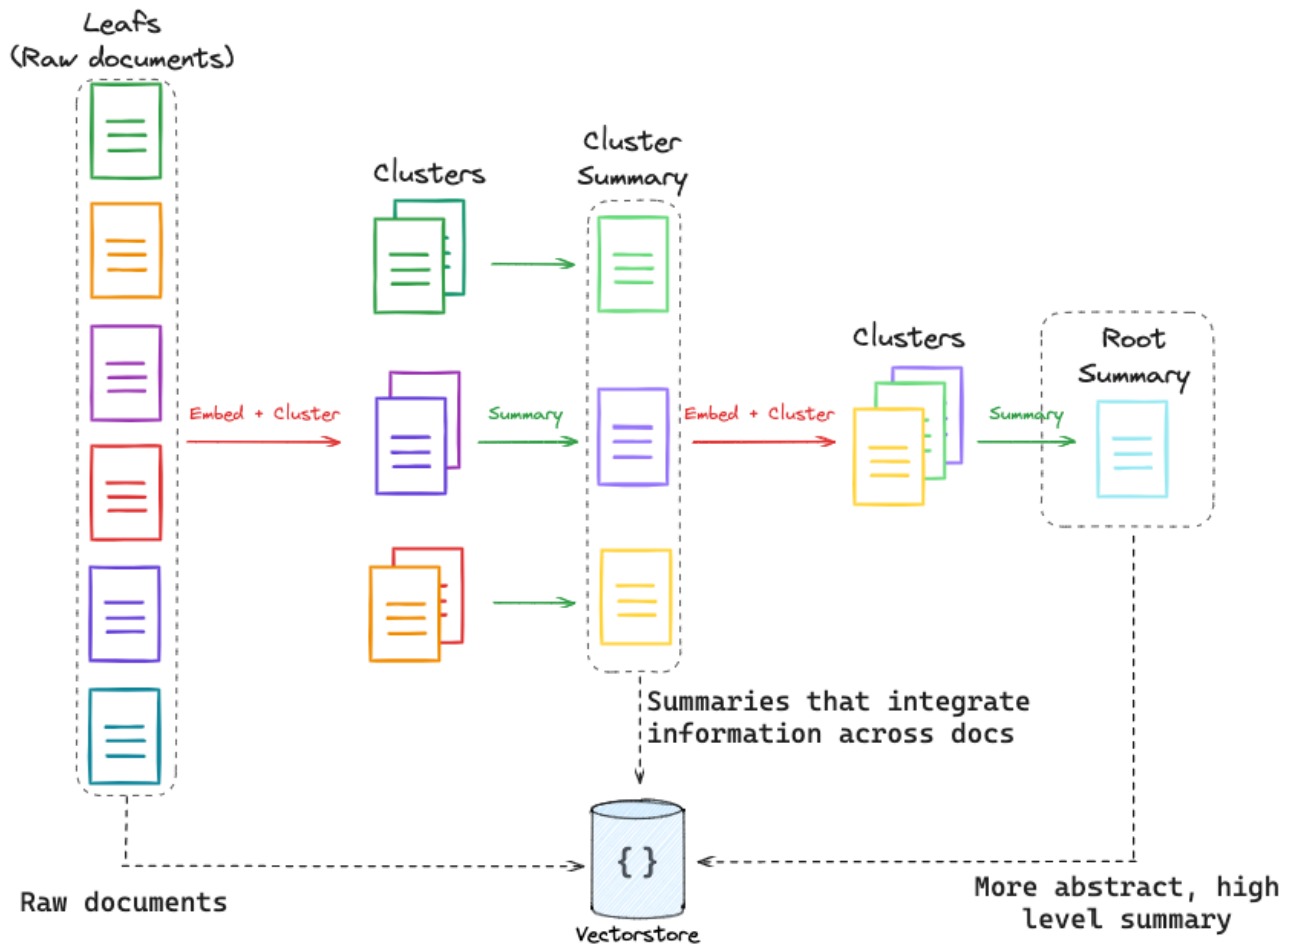 Leafs
(Raw documents)
Clusters
Cluster
Summary
Embed + Cluster
Summary
Embed + Cluster
Clusters
Summary
Root
Summary
Summaries that integrate
information across docs
{}
Vectorstore
Raw documents
More abstract, high
level summary